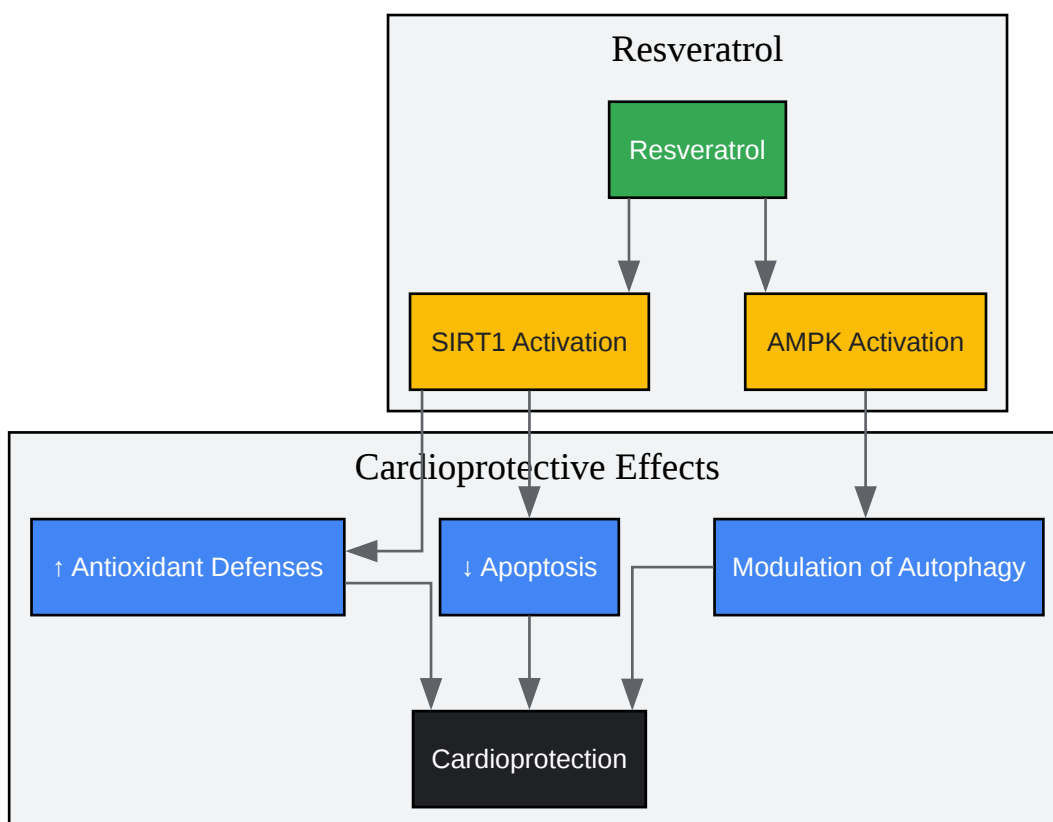 Resveratrol
Resveratrol
SIRT1 Activation
AMPK Activation
Cardioprotective Effects
↑ Antioxidant Defenses
↓ Apoptosis
Modulation of Autophagy
Cardioprotection